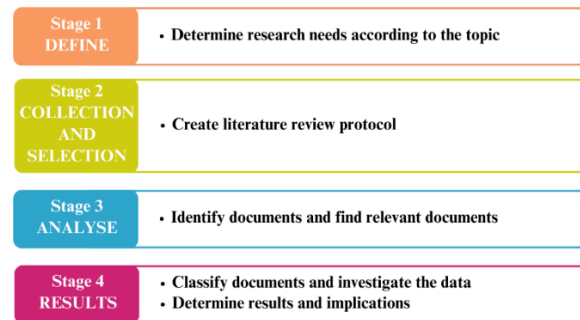 Stage 1
DEFINE
• Determine research needs according to the topic
Stage 2
COLLECTION
AND
SELECTION
• Create literature review protocol
Stage 3
ANALYSE
• Identify documents and find relevant documents
Stage 4
RESULTS
• Classify documents and investigate the data
• Determine results and implications